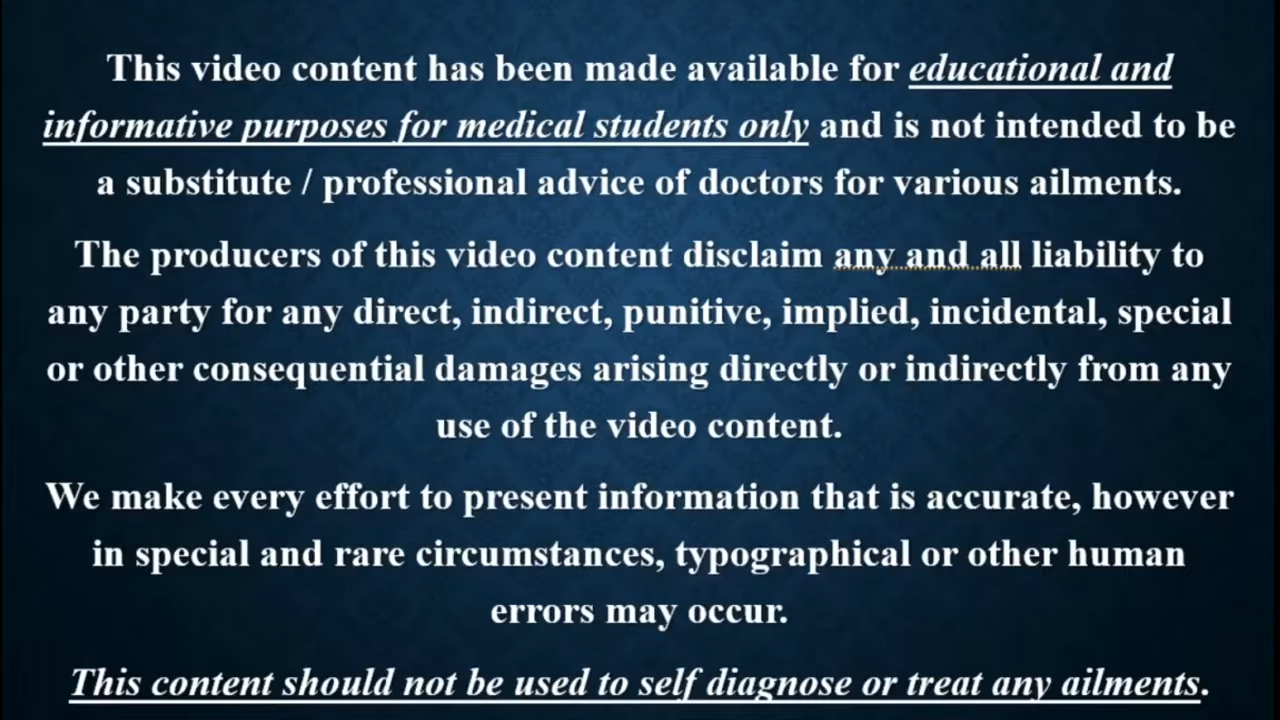 This video content has been made available for educational and
informative purposes for medical students only and is not intended to be
a substitute / professional advice of doctors for various ailments.
The producers of this video content disclaim any and all liability to
any party for any direct, indirect, punitive, implied, incidental, special
or other consequential damages arising directly or indirectly from any
use of the video content.
We make every effort to present information that is accurate, however
in special and rare circumstances, typographical or other human
errors may occur.
This content should not be used to self diagnose or treat any ailments.